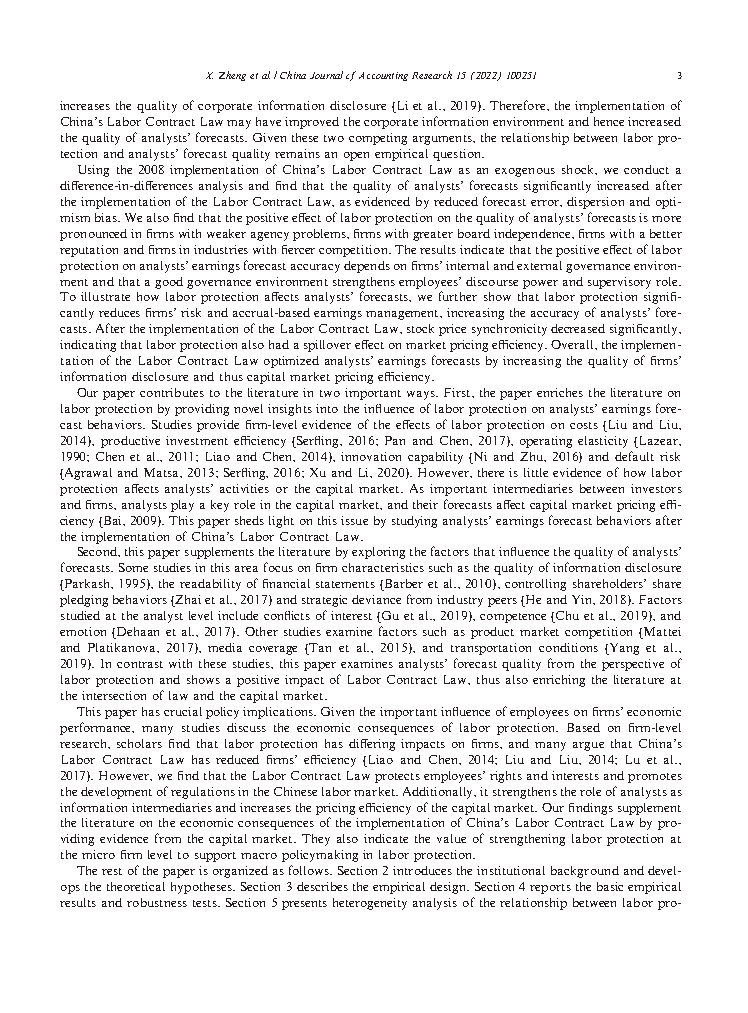 X. Zheng et al. / China Journal of Accounting Research 15 (2022) 100251 3
increases the quality of corporate information disclosure (Li et al., 2019). Therefore, the implementation of
China's Labor Contract Law may have improved the corporate information environment and hence increased
the quality of analysts' forecasts. Given these two competing arguments, the relationship between labor pro-
tection and analysts' forecast quality remains an open empirical question.
Using the 2008 implementation of China's Labor Contract Law as an exogenous shock, we conduct a
difference-in-differences analysis and find that the quality of analysts' forecasts significantly increased after
the implementation of the Labor Contract Law, as evidenced by reduced forecast error, dispersion and opti-
mism bias. We also find that the positive effect of labor protection on the quality of analysts' forecasts is more
pronounced in firms with weaker agency problems, firms with greater board independence, firms with a better
reputation and firms in industries with fiercer competition. The results indicate that the positive effect of labor
protection on analysts' earnings forecast accuracy depends on firms' internal and external governance environ-
ment and that a good governance environment strengthens employees' discourse power and supervisory role.
To illustrate how labor protection affects analysts' forecasts, we further show that labor protection signifi-
cantly reduces firms' risk and accrual-based earnings management, increasing the accuracy of analysts' fore-
casts. After the implementation of the Labor Contract Law, stock price synchronicity decreased significantly,
indicating that labor protection also had a spillover effect on market pricing efficiency. Overall, the implemen-
tation of the Labor Contract Law optimized analysts' earnings forecasts by increasing the quality of firms'
information disclosure and thus capital market pricing efficiency.
Our paper contributes to the literature in two important ways. First, the paper enriches the literature on
labor protection by providing novel insights into the influence of labor protection on analysts' earnings fore-
cast behaviors. Studies provide firm-level evidence of the effects of labor protection on costs (Liu and Liu,
2014), productive investment efficiency (Serfling, 2016; Pan and Chen, 2017), operating elasticity (Lazear,
1990; Chen et al., 2011; Liao and Chen, 2014), innovation capability (Ni and Zhu, 2016) and default risk
(Agrawal and Matsa, 2013; Serfling, 2016; Xu and Li, 2020). However, there is little evidence of how labor
protection affects analysts' activities or the capital market. As important intermediaries between investors
and firms, analysts play a key role in the capital market, and their forecasts affect capital market pricing effi-
ciency (Bai, 2009). This paper sheds light on this issue by studying analysts' earnings forecast behaviors after
the implementation of China's Labor Contract Law.
Second, this paper supplements the literature by exploring the factors that influence the quality of analysts'
forecasts. Some studies in this area focus on firm characteristics such as the quality of information disclosure
(Parkash, 1995), the readability of financial statements (Barber et al., 2010), controlling shareholders' share
pledging behaviors (Zhai et al., 2017) and strategic deviance from industry peers (He and Yin, 2018). Factors
studied at the analyst level include conflicts of interest (Gu et al., 2019), competence (Chu et al., 2019), and
emotion (Dehaan et al., 2017). Other studies examine factors such as product market competition (Mattei
and Platikanova, 2017), media coverage (Tan et al., 2015), and transportation conditions (Yang et al.,
2019). In contrast with these studies, this paper examines analysts' forecast quality from the perspective of
labor protection and shows a positive impact of Labor Contract Law, thus also enriching the literature at
the intersection of law and the capital market.
This paper has crucial policy implications. Given the important influence of employees on firms' economic
performance, many studies discuss the economic consequences of labor protection. Based on firm-level
research, scholars find that labor protection has differing impacts on firms, and many argue that China's
Labor Contract Law has reduced firms' efficiency (Liao and Chen, 2014; Liu and Liu, 2014; Lu et al.,
2017). However, we find that the Labor Contract Law protects employees' rights and interests and promotes
the development of regulations in the Chinese labor market. Additionally, it strengthens the role of analysts as
information intermediaries and increases the pricing efficiency of the capital market. Our findings supplement
the literature on the economic consequences of the implementation of China's Labor Contract Law by pro-
viding evidence from the capital market. They also indicate the value of strengthening labor protection at
the micro firm level to support macro policymaking in labor protection.
The rest of the paper is organized as follows. Section 2 introduces the institutional background and devel-
ops the theoretical hypotheses. Section 3 describes the empirical design. Section 4 reports the basic empirical
results and robustness tests. Section 5 presents heterogeneity analysis of the relationship between labor pro-